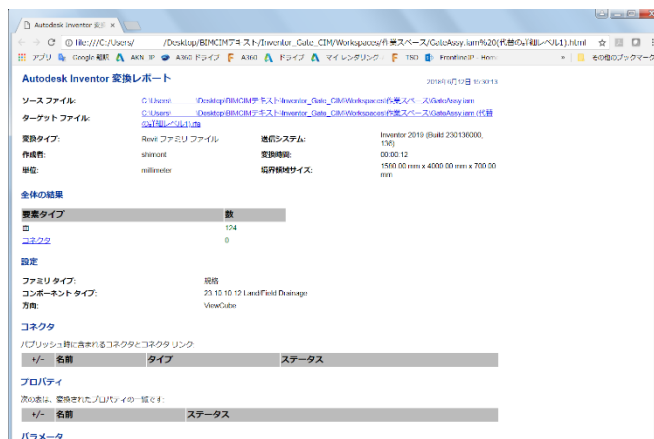 Autodesk Inventor 変換
file:///C:/Users/ /Desktop/BIMCIMテキスト/Inventor_Gate_CIM/Workspaces/作業スペース/GateAssy.iam%20(代替の詳細レベル1).html
アプリ Google 翻訳 AKN JP A360 ドライブ A360 ドライブ マイ レンダリング TSO FrontlineJP - Home » その他のブックマーク
Autodesk Inventor 変換レポート
2018年6月12日 15:30:13
ソース ファイル: C:\Users\ \Desktop\BIMCIMテキスト\Inventor_Gate_CIM\Workspaces\作業スペース\GateAssy.iam
ターゲット ファイル: C:\Users\ \Desktop\BIMCIMテキスト\Inventor_Gate_CIM\Workspaces\作業スペース\GateAssy.iam (代替の詳細レベル1).rfa
変換タイプ: Revit ファミリ ファイル 送信システム: Inventor 2019 (Build 230136000, 136)
作成者: shimont 変換時間: 00:00:12
単位: millimeter 境界領域サイズ: 1560.00 mm x 4000.00 mm x 700.00 mm
全体の結果
要素タイプ 数
面 124
コネクタ 0
設定
ファミリ タイプ: 規格
コンポーネント タイプ: 23.10.10.12 Land/Field Drainage
方向: ViewCube
コネクタ
パブリッシュ時に含まれるコネクタとコネクタ リンク:
+/- 名前 タイプ ステータス
プロパティ
次の表は、変換されたプロパティの一覧です:
+/- 名前 ステータス
パラメータ